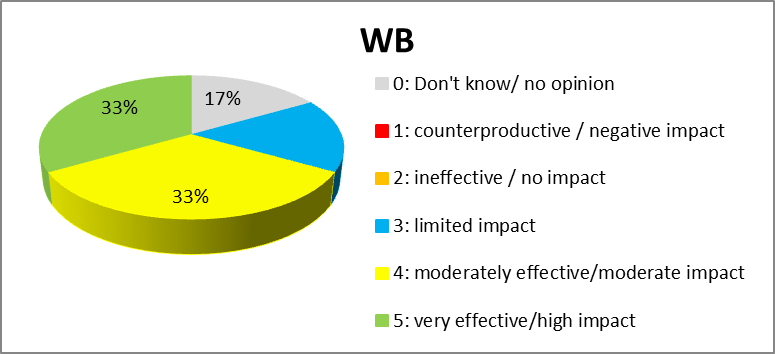 WB
33%
17%
33%
0: Don't know/ no opinion
1: counterproductive / negative impact
2: ineffective / no impact
3: limited impact
4: moderately effective/moderate impact
5: very effective/high impact